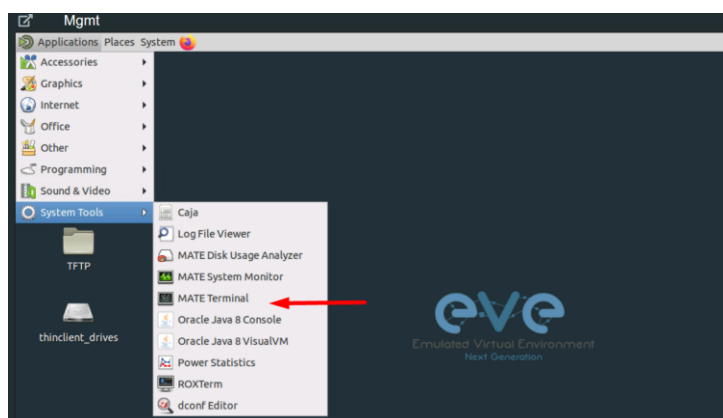 Mgmt
Applications Places System
Accessories
Graphics
Internet
Office
Other
Programming
Sound & Video
System Tools
Caja
Log File Viewer
MATE Disk Usage Analyzer
MATE System Monitor
MATE Terminal
Oracle Java 8 Console
Oracle Java 8 VisualVM
Power Statistics
ROXTerm
dconf Editor
TFTP
thinclient_drives
eve
Emulated Virtual Environment
Next Generation